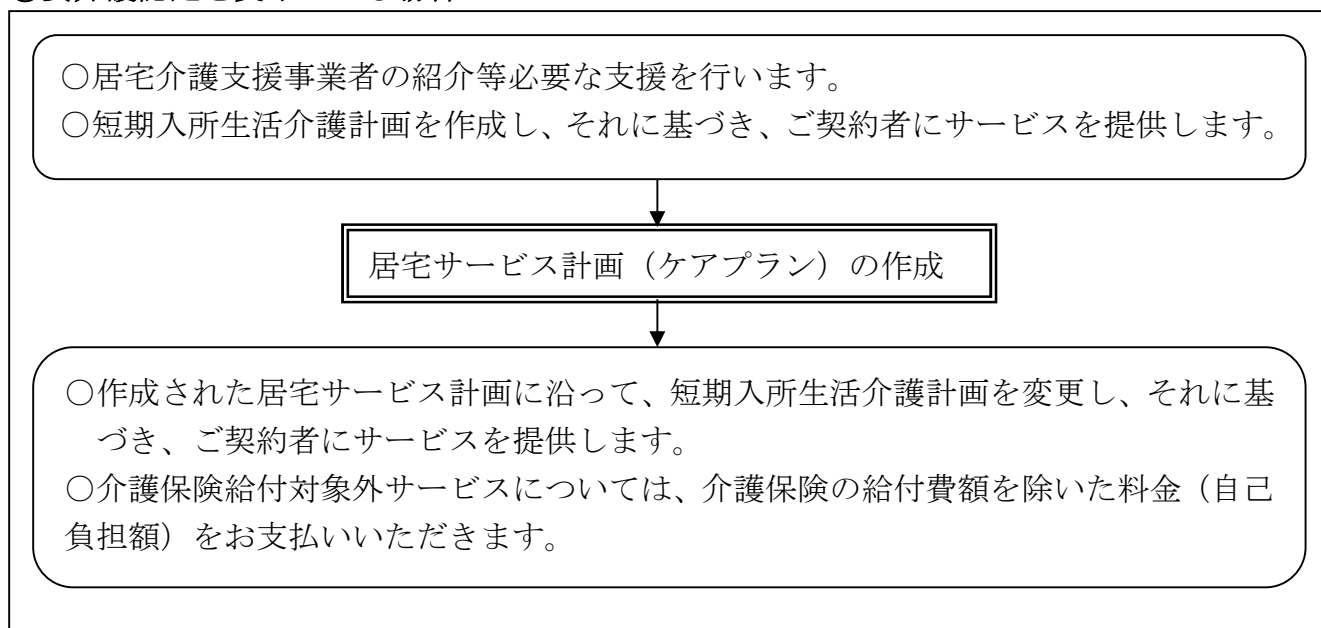 ○居宅介護支援事業者の紹介等必要な支援を行います。
○短期入所生活介護計画を作成し、それに基づき、ご契約者にサービスを提供します。
居宅サービス計画（ケアプラン）の作成
○作成された居宅サービス計画に沿って、短期入所生活介護計画を変更し、それに基
づき、ご契約者にサービスを提供します。
○介護保険給付対象外サービスについては、介護保険の給付費額を除いた料金（自己
負担額）をお支払いいただきます。